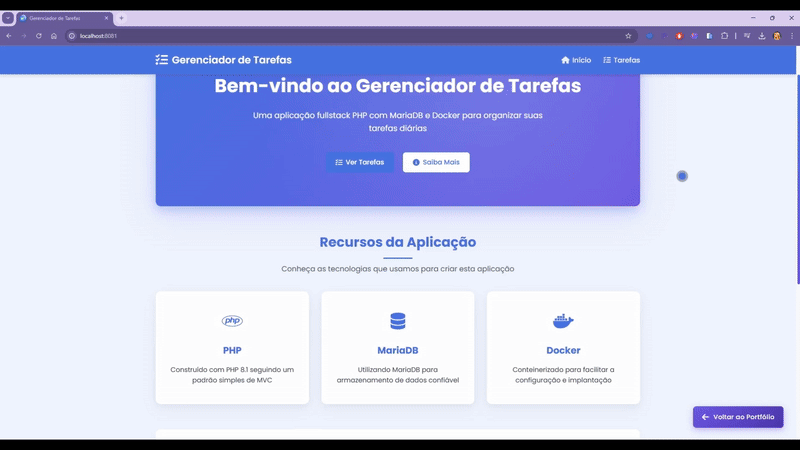 Gerenciador de Tarefas
localhost:8081
Gerenciador de Tarefas
Início
Tarefas
Bem-vindo ao Gerenciador de Tarefas
Uma aplicação fullstack PHP com MariaDB e Docker para organizar suas
tarefas diárias
Ver Tarefas
Saiba Mais
Recursos da Aplicação
Conheça as tecnologias que usamos para criar esta aplicação
php
PHP
Construído com PHP 8.1 seguindo um
padrão simples de MVC
MariaDB
Utilizando MariaDB para
armazenamento de dados confiável
Docker
Conteinerizado para facilitar a
configuração e implantação
Voltar ao Portfólio